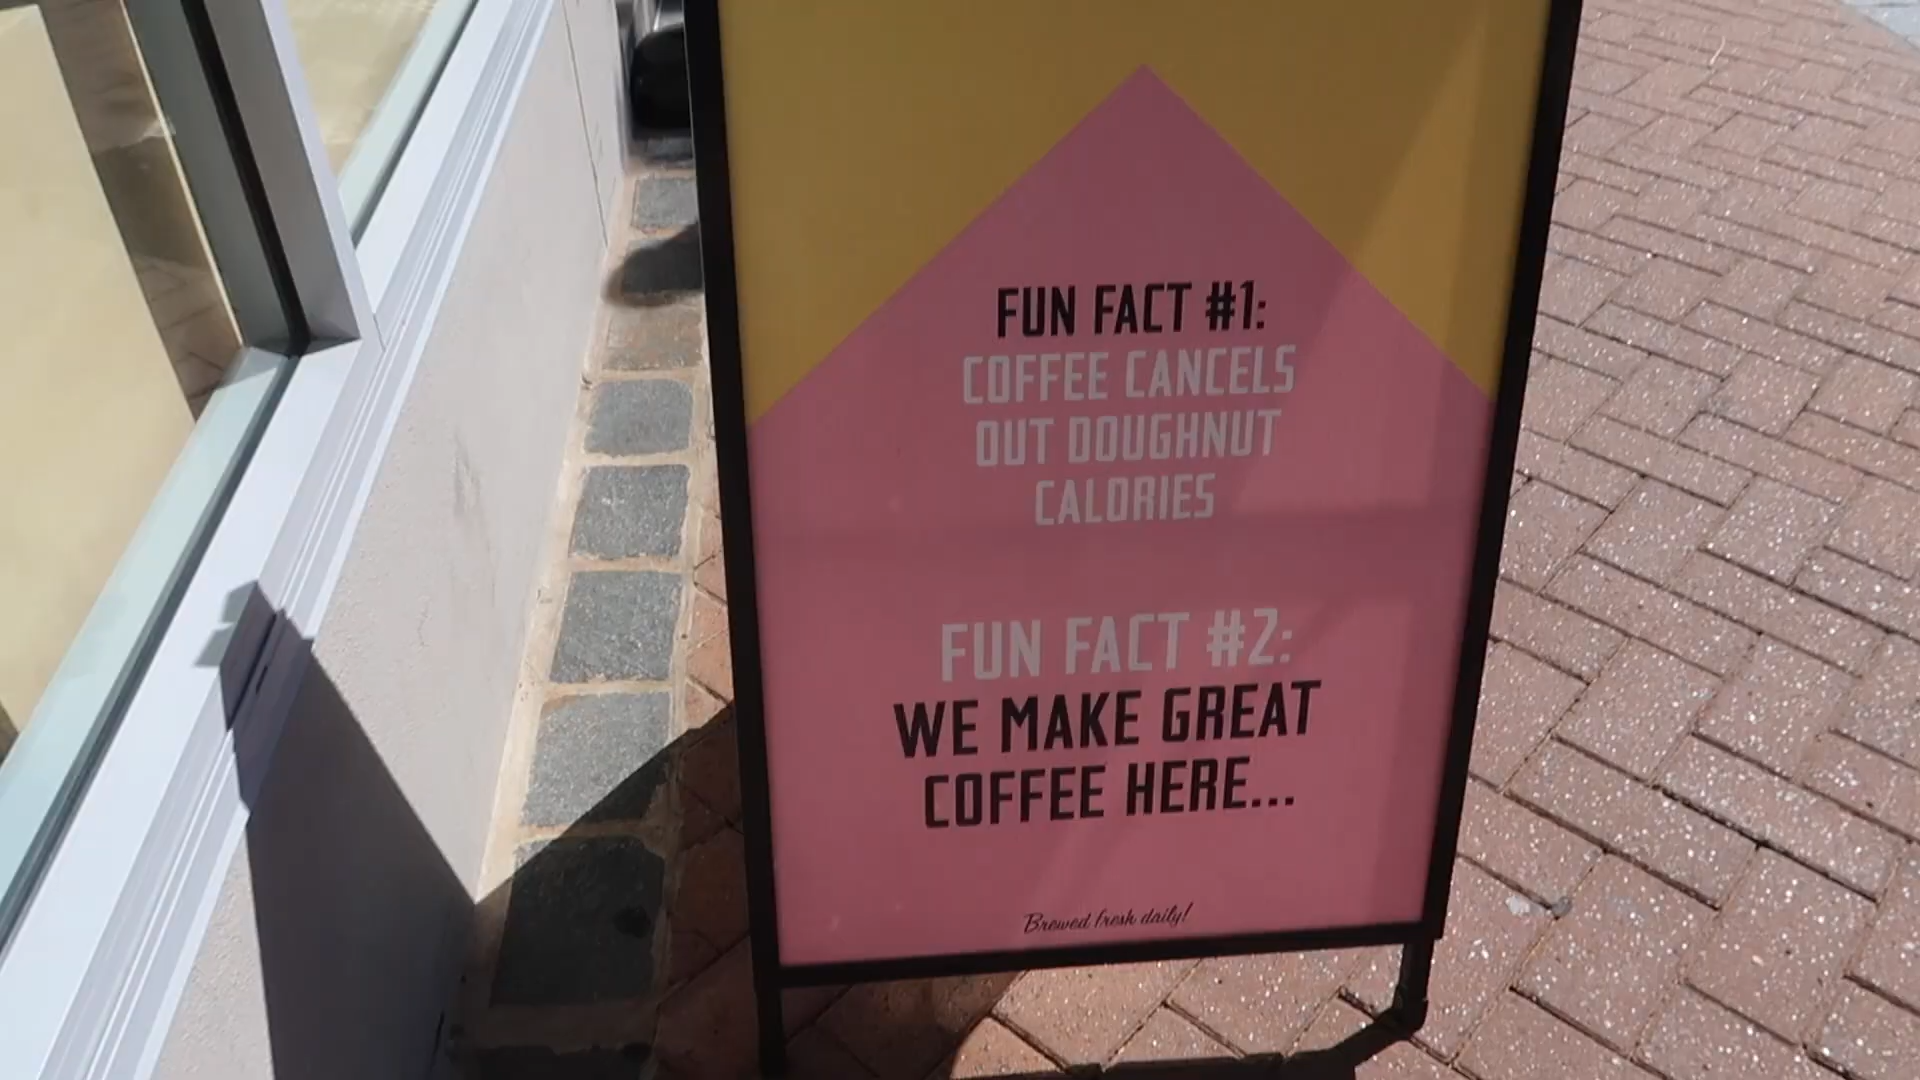 FUN FACT #1:
COFFEE CANCELS
OUT DOUGHNUT
CALORIES
FUN FACT #2:
WE MAKE GREAT
COFFEE HERE...
Brewed fresh daily!